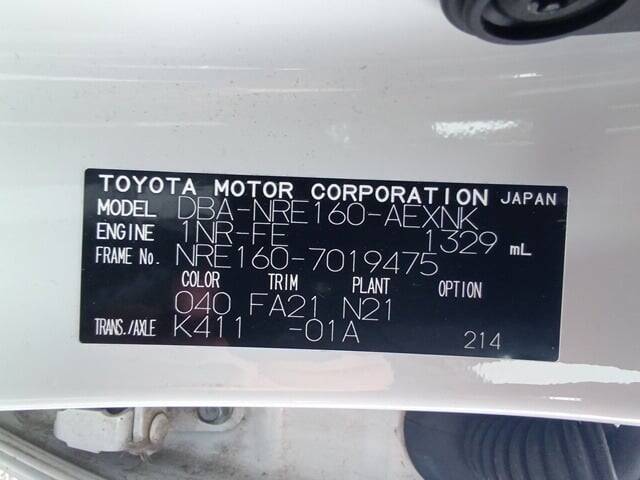 TOYOTA MOTOR CORPORATION JAPAN
MODEL DBA-NRE160-AEXNK
ENGINE 1NR-FE 1329 mL
FRAME No. NRE160-7019475
COLOR TRIM PLANT OPTION
040 FA21 N21
TRANS./AXLE K411 -01A 214